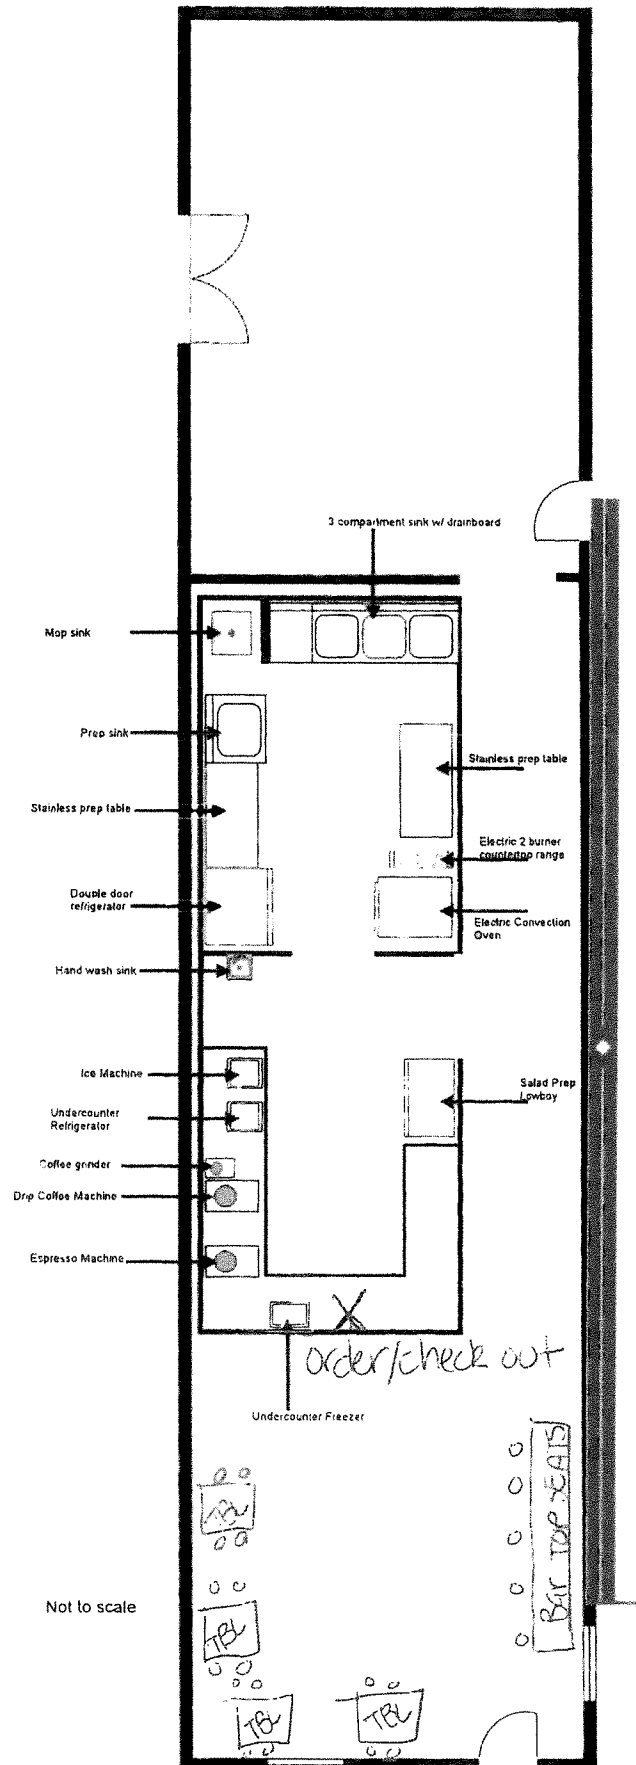 3 compartment sink w/ drainboard
Mop sink
Prep sink
Stainless prep table
Stainless prep table
Electric 2 burner
countertop range
Double door
refrigerator
Electric Convection
Oven
Hand wash sink
Ice Machine
Salad Prep
Lowboy
Undercounter
Refrigerator
Coffee grinder
Drip Coffee Machine
Espresso Machine
X
order/check out
Undercounter Freezer
Bar TOP SEATS
TBL
Not to scale
TBL
TBL
TBL